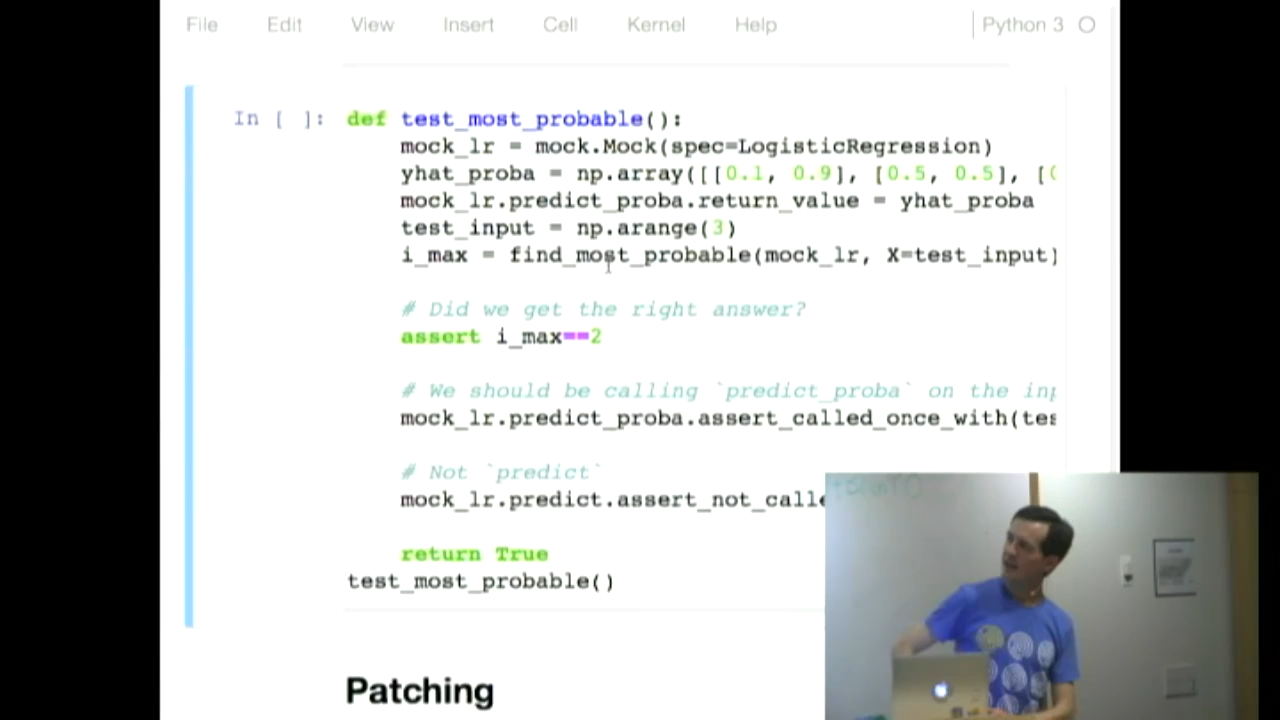 File Edit View Insert Cell Kernel Help Python 3
In [ ]: def test_most_probable():
mock_lr = mock.Mock(spec=LogisticRegression)
yhat_proba = np.array([[0.1, 0.9], [0.5, 0.5], [
mock_lr.predict_proba.return_value = yhat_proba
test_input = np.arange(3)
i_max = find_most_probable(mock_lr, X=test_input)
# Did we get the right answer?
assert i_max==2
# We should be calling `predict_proba` on the inp
mock_lr.predict_proba.assert_called_once_with(tes
# Not `predict`
mock_lr.predict.assert_not_calle
return True
test_most_probable()
Patching